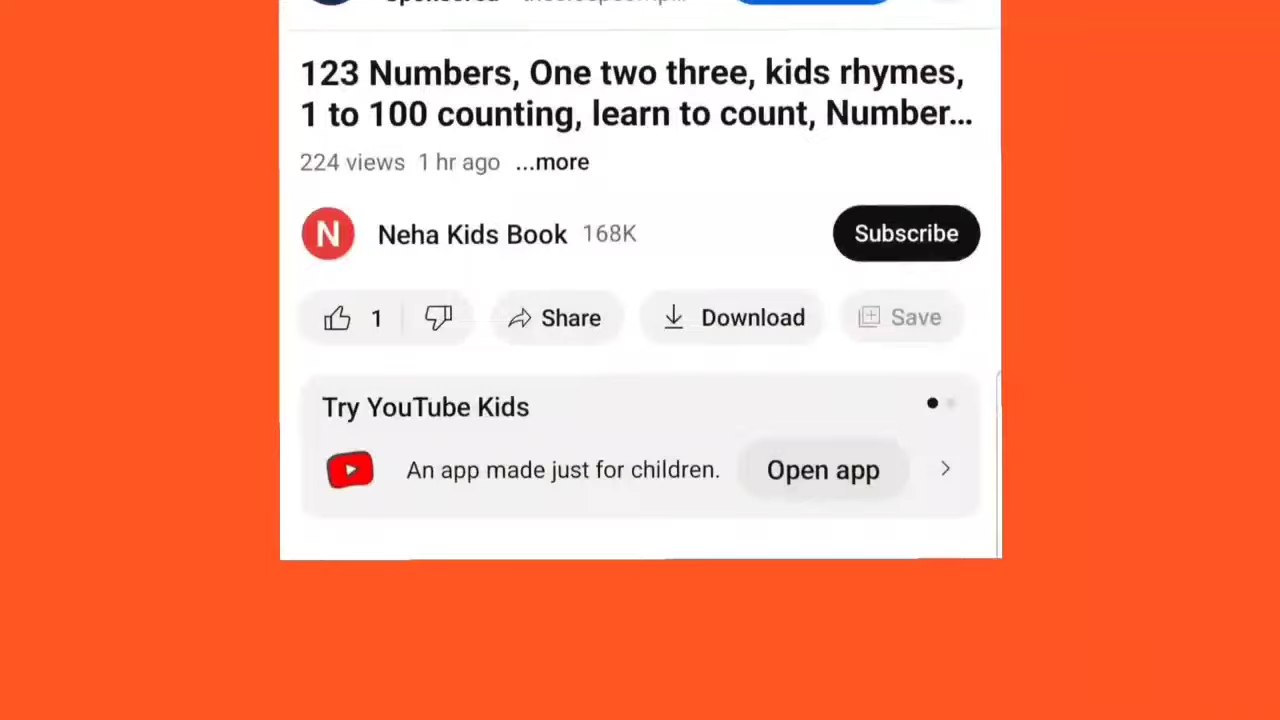 Sponsored
123 Numbers, One two three, kids rhymes,
1 to 100 counting, learn to count, Number...
224 views 1 hr ago ...more
N Neha Kids Book 168K Subscribe
1 Share Download Save
Try YouTube Kids
An app made just for children. Open app